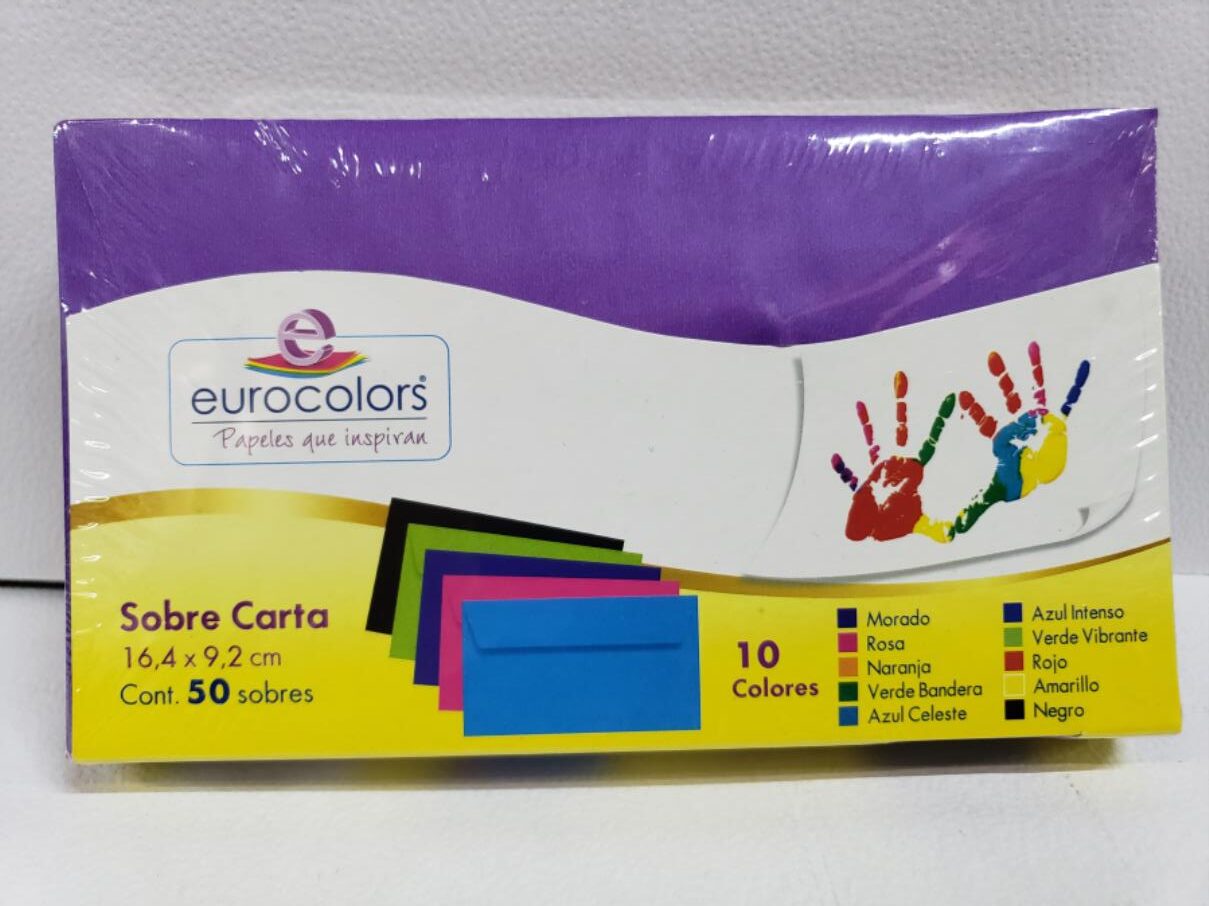 e
eurocolors®
Papeles que inspiran
Sobre Carta
16,4 x 9,2 cm
Cont. 50 sobres
10
Colores
Morado
Rosa
Naranja
Verde Bandera
Azul Celeste
Azul Intenso
Verde Vibrante
Rojo
Amarillo
Negro